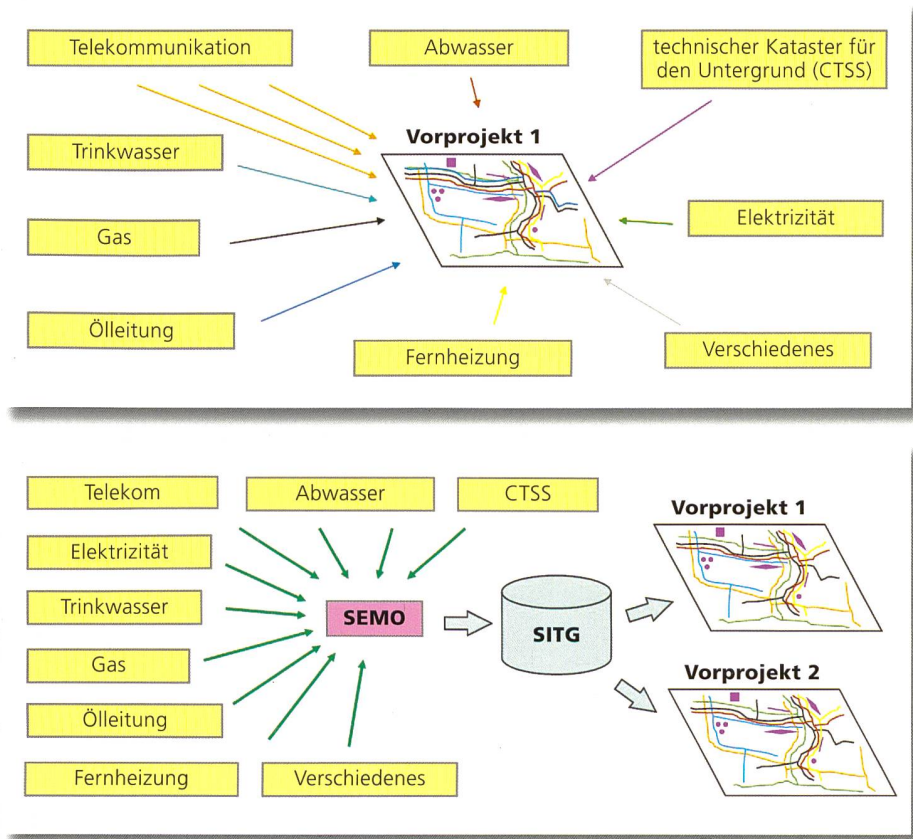 Telekommunikation
Abwasser
technischer Kataster für
den Untergrund (CTSS)
Vorprojekt 1
Trinkwasser
Elektrizität
Gas
Ölleitung
Fernheizung
Verschiedenes
Telekom
Abwasser
CTSS
Vorprojekt 1
Elektrizität
Trinkwasser
SEMO
SITG
Gas
Vorprojekt 2
Ölleitung
Fernheizung
Verschiedenes